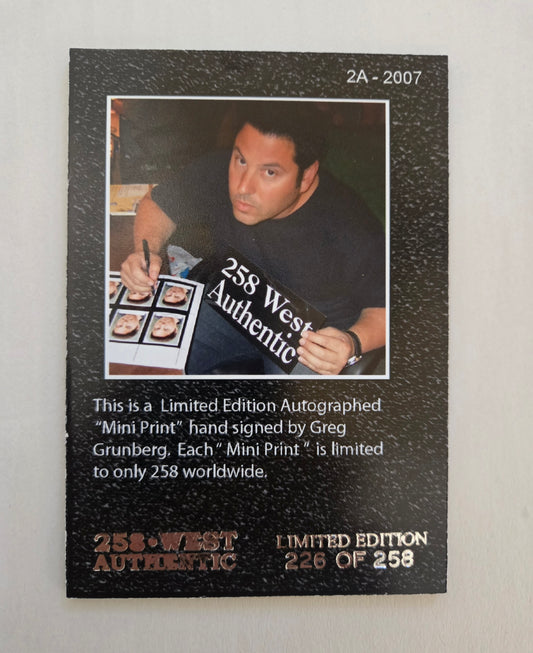 2A - 2007
258 West
Authentic
This is a Limited Edition Autographed
"Mini Print" hand signed by Greg
Grunberg. Each " Mini Print " is limited
to only 258 worldwide.
258•WEST
AUTHENTIC
LIMITED EDITION
226 OF 258